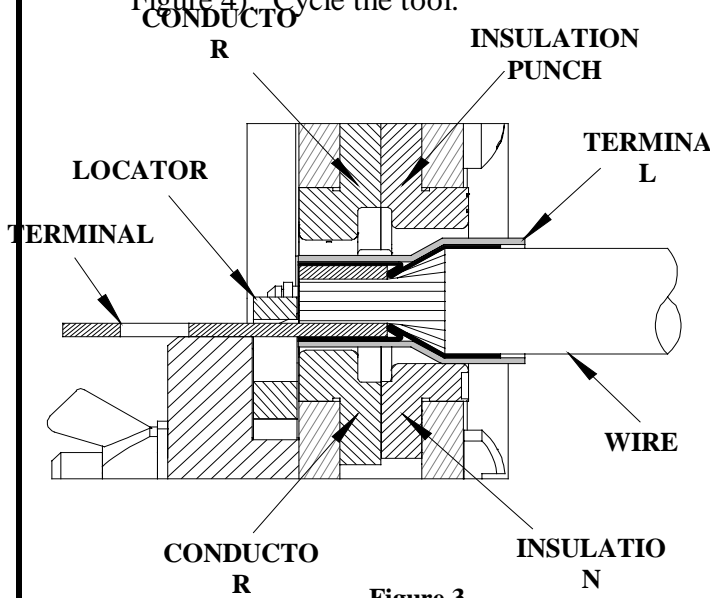 Figure 4). Cycle the tool.
CONDUCTO
R
INSULATION
PUNCH
TERMINA
L
LOCATOR
TERMINAL
WIRE
CONDUCTO
R
INSULATIO
N
Figure 3